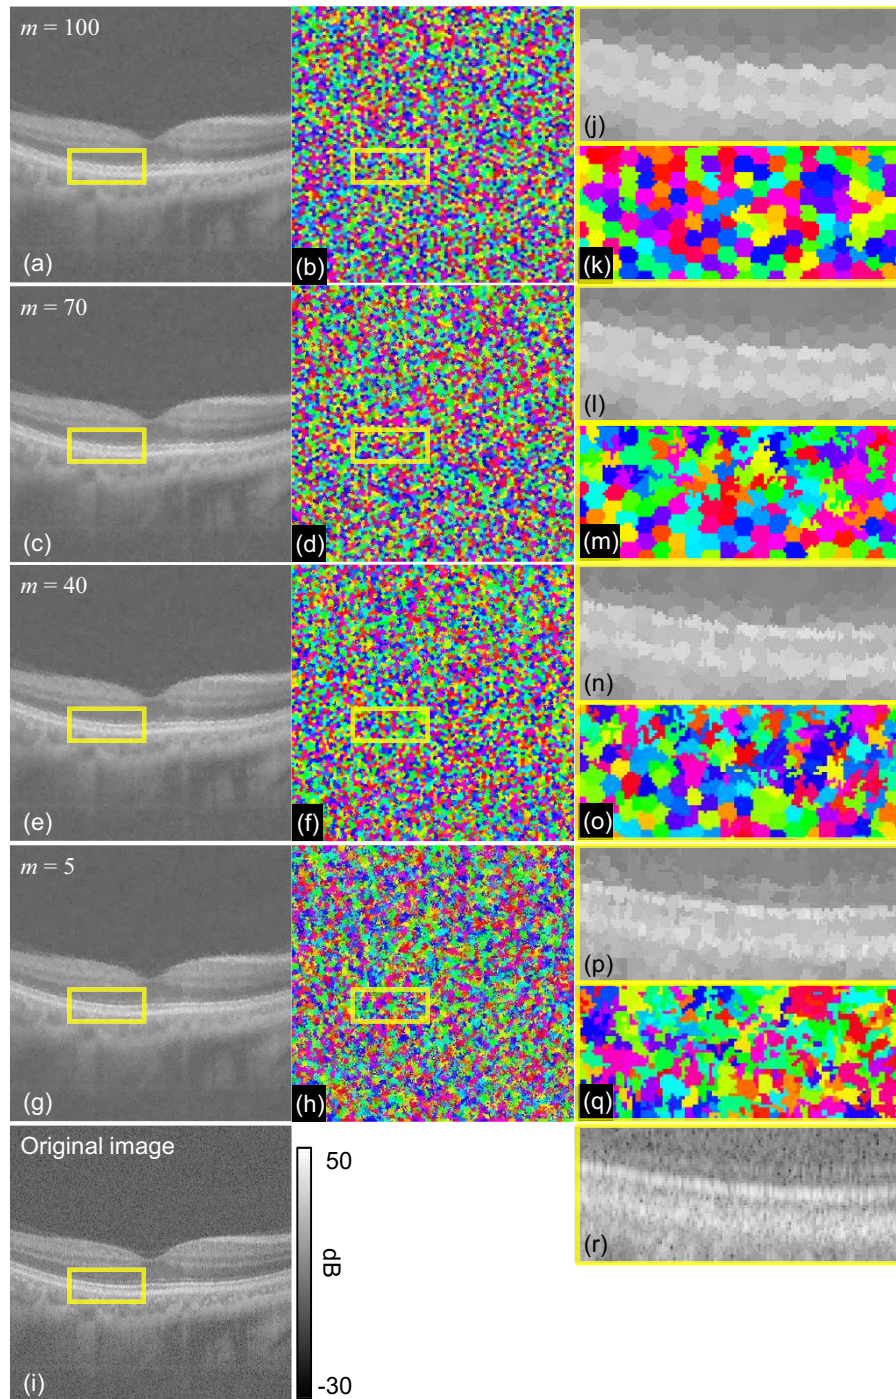 m = 100
(a)
(b)
(j)
(k)
m = 70
(c)
(d)
(l)
(m)
m = 40
(e)
(f)
(n)
(o)
m = 5
(g)
(h)
(p)
(q)
Original image
(i)
50
dB
-30
(r)